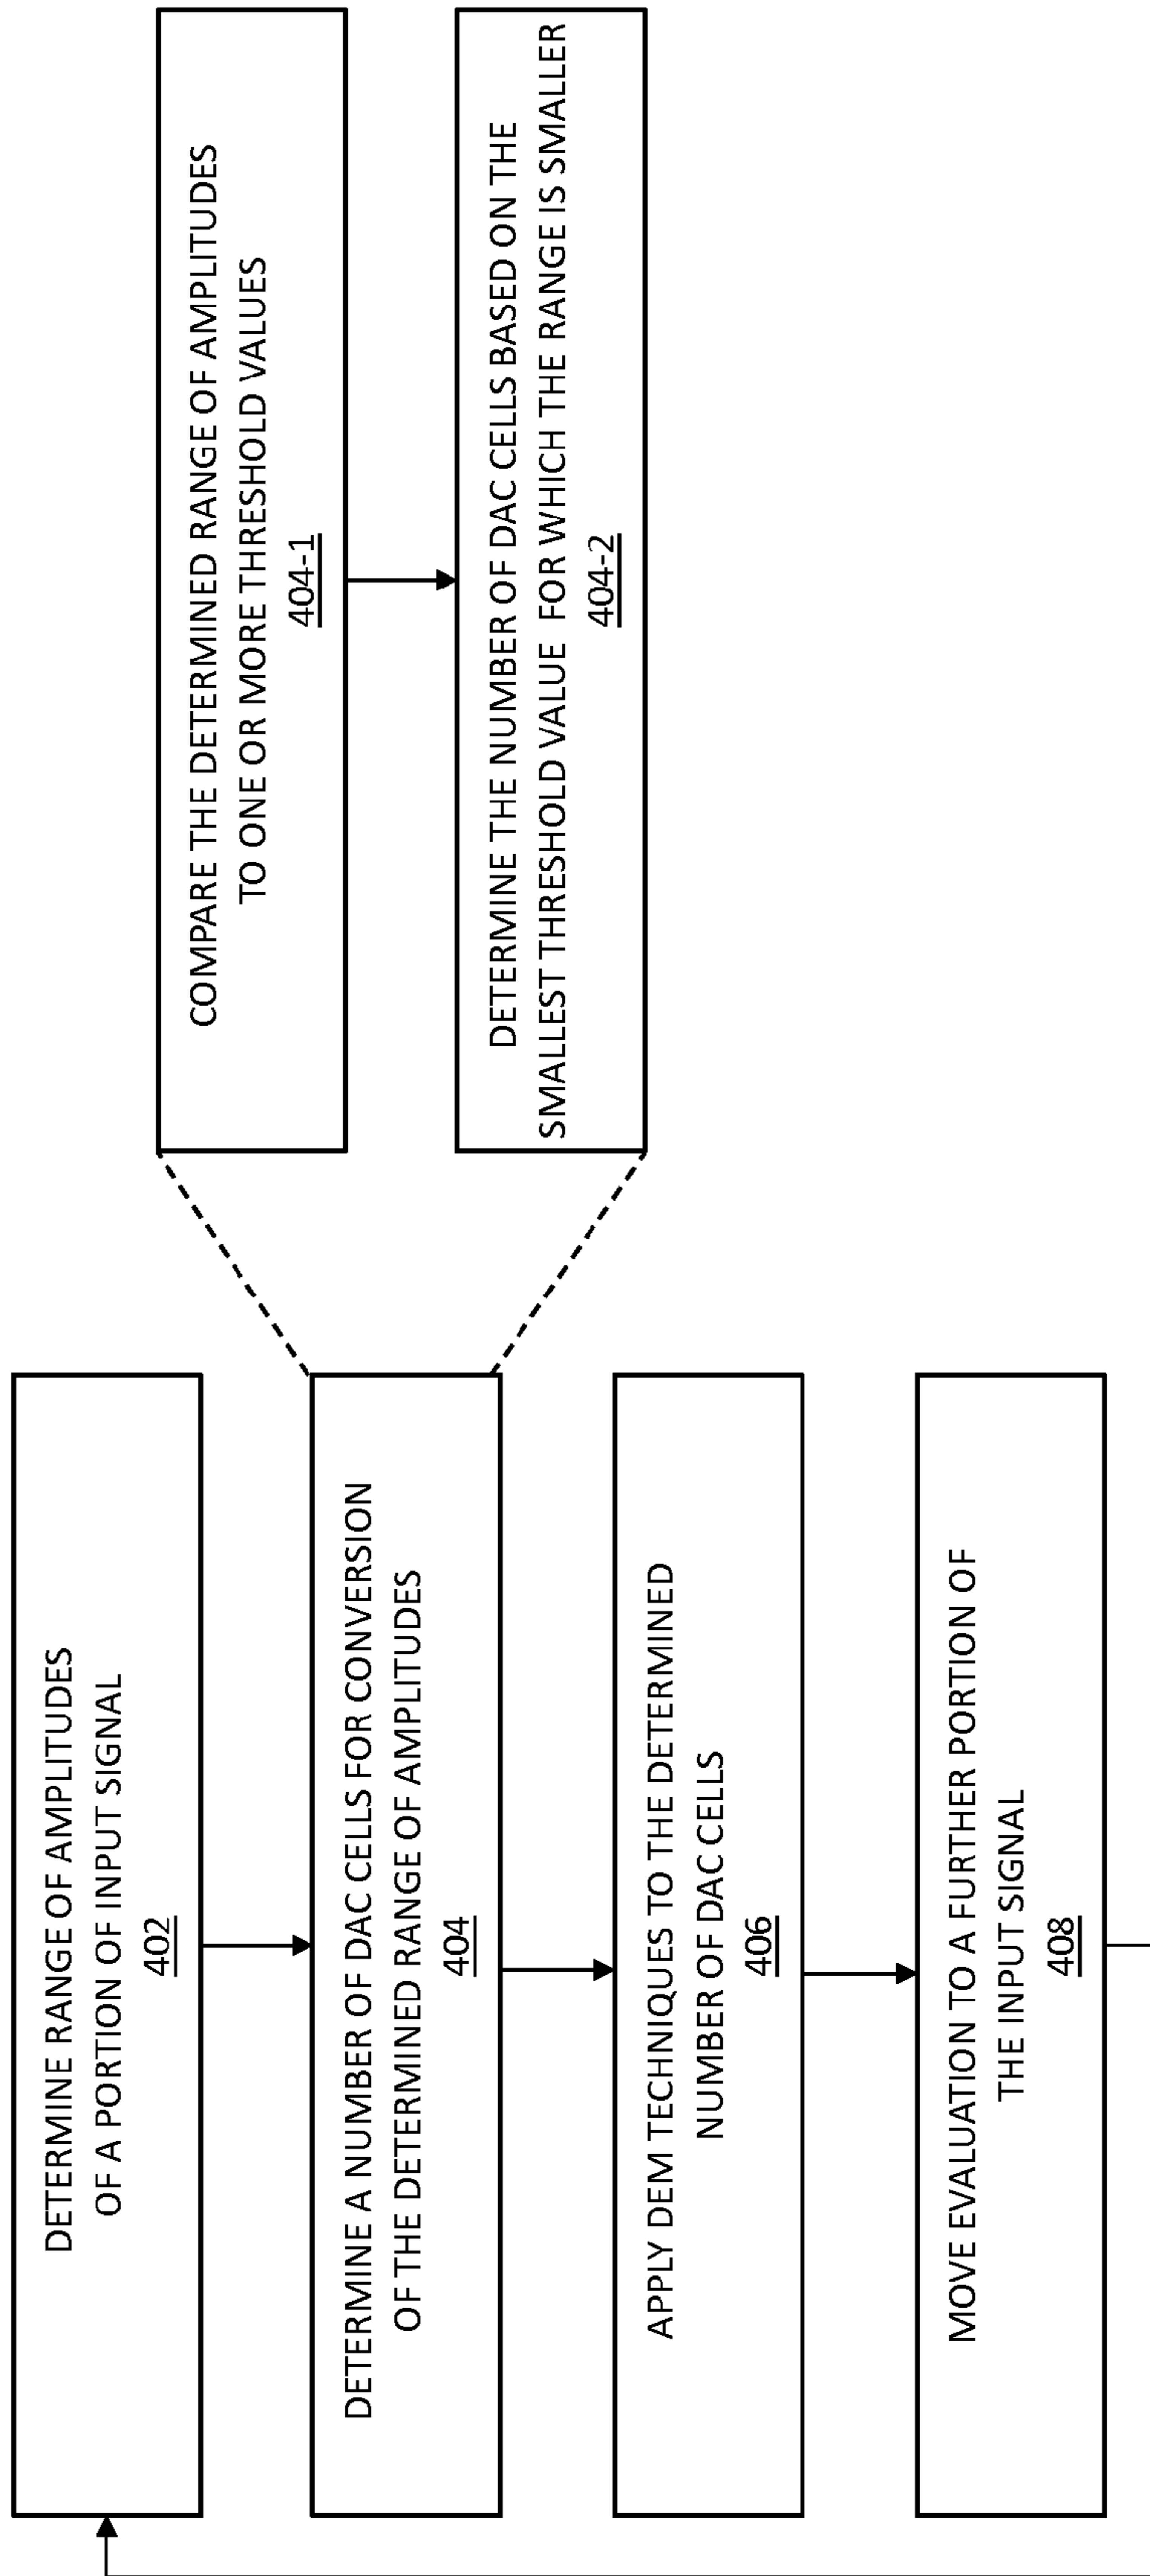 DETERMINE RANGE OF AMPLITUDES
OF A PORTION OF INPUT SIGNAL
402
DETERMINE A NUMBER OF DAC CELLS FOR CONVERSION
OF THE DETERMINED RANGE OF AMPLITUDES
404
APPLY DEM TECHNIQUES TO THE DETERMINED
NUMBER OF DAC CELLS
406
MOVE EVALUATION TO A FURTHER PORTION OF
THE INPUT SIGNAL
408
COMPARE THE DETERMINED RANGE OF AMPLITUDES
TO ONE OR MORE THRESHOLD VALUES
404-1
DETERMINE THE NUMBER OF DAC CELLS BASED ON THE
SMALLEST THRESHOLD VALUE FOR WHICH THE RANGE IS SMALLER
404-2